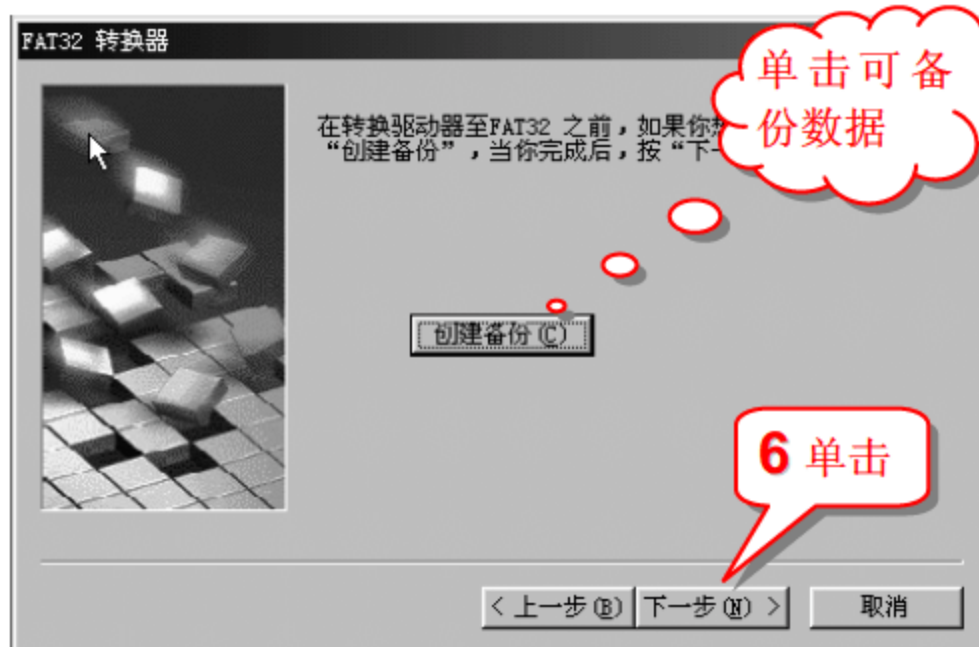 FAT32 转换器
单击可备
份数据
在转换驱动器至FAT32 之前，如果你
“创建备份”，当你完成后，按“下一
创建备份(C)
6 单击
< 上一步(B)
下一步(N) >
取消